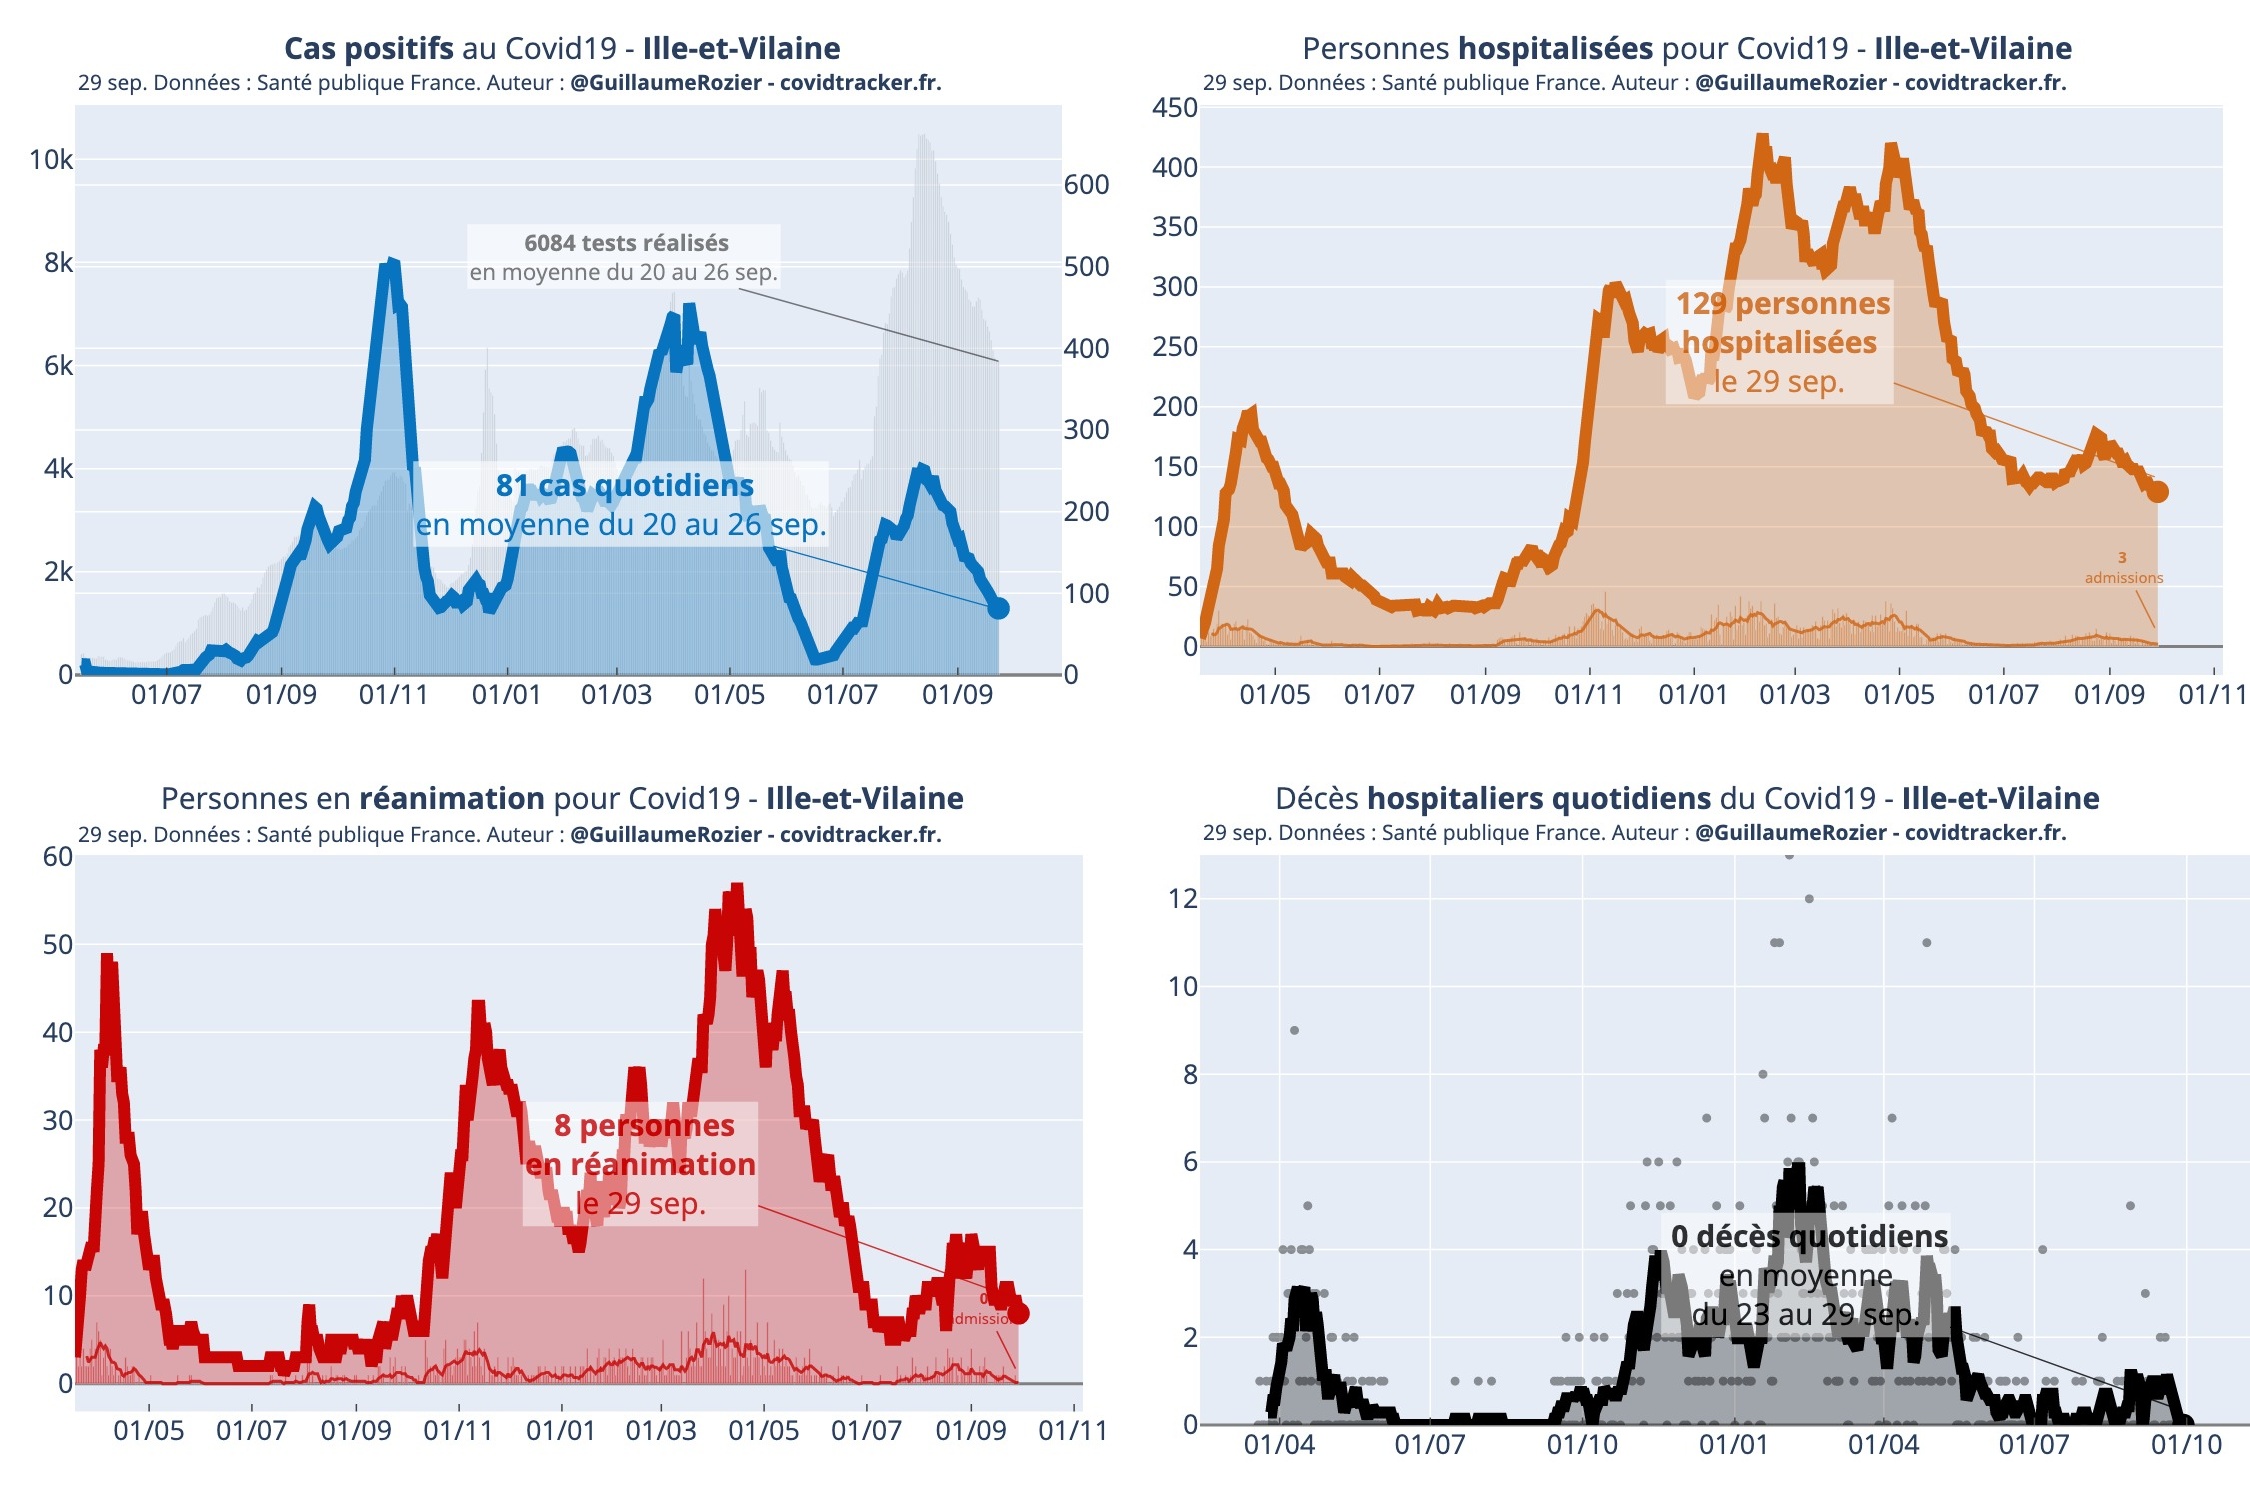 Cas positifs au Covid19 - Ille-et-Vilaine
29 sep. Données : Santé publique France. Auteur : @GuillaumeRozier - covidtracker.fr.
10k
8k
6k
4k
2k
0
600
500
400
300
200
100
0
6084 tests réalisés
en moyenne du 20 au 26 sep.
81 cas quotidiens
en moyenne du 20 au 26 sep.
01/07 01/09 01/11 01/01 01/03 01/05 01/07 01/09
Personnes hospitalisées pour Covid19 - Ille-et-Vilaine
29 sep. Données : Santé publique France. Auteur : @GuillaumeRozier - covidtracker.fr.
450
400
350
300
250
200
150
100
50
0
129 personnes
hospitalisées
le 29 sep.
3
admissions
01/05 01/07 01/09 01/11 01/01 01/03 01/05 01/07 01/09 01/11
Personnes en réanimation pour Covid19 - Ille-et-Vilaine
29 sep. Données : Santé publique France. Auteur : @GuillaumeRozier - covidtracker.fr.
60
50
40
30
20
10
0
8 personnes
en réanimation
le 29 sep.
0
admissions
01/05 01/07 01/09 01/11 01/01 01/03 01/05 01/07 01/09 01/11
Décès hospitaliers quotidiens du Covid19 - Ille-et-Vilaine
29 sep. Données : Santé publique France. Auteur : @GuillaumeRozier - covidtracker.fr.
12
10
8
6
4
2
0
0 décès quotidiens
en moyenne
du 23 au 29 sep.
01/04 01/07 01/10 01/01 01/04 01/07 01/10